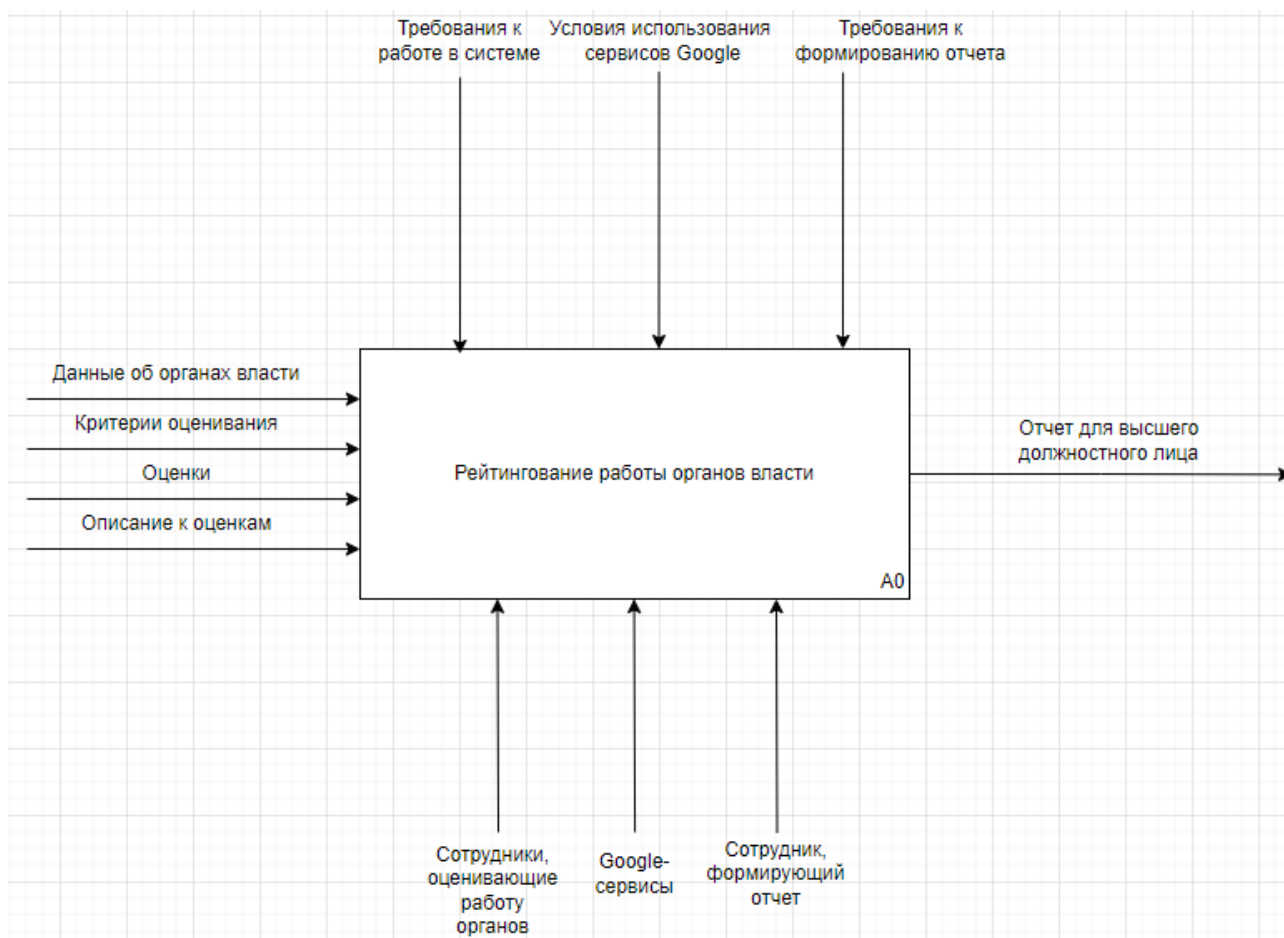 Требования к
работе в системе
Условия использования
сервисов Google
Требования к
формированию отчета
Данные об органах власти
Критерии оценивания
Оценки
Описание к оценкам
Рейтингование работы органов власти
A0
Отчет для высшего
должностного лица
Сотрудники,
оценивающие
работу
органов
Google-
сервисы
Сотрудник,
формирующий
отчет